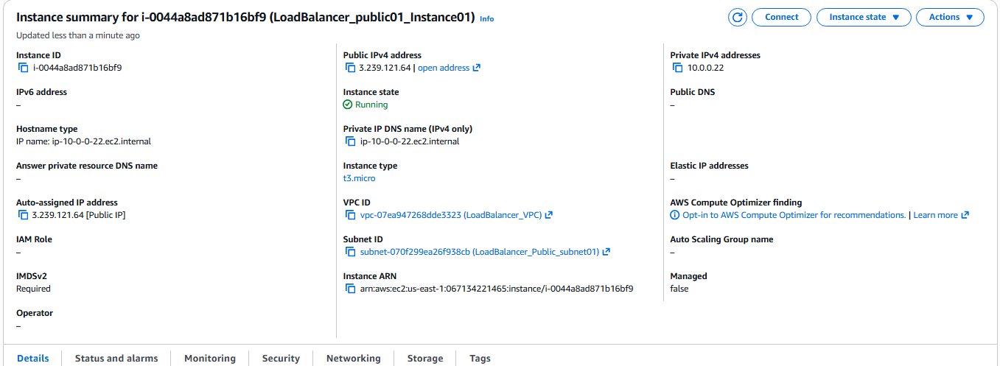 Instance summary for i-0044a8ad871b16bf9 (LoadBalancer_public01_Instance01) Info
Connect
Instance state
Actions
Updated less than a minute ago
Instance ID
i-0044a8ad871b16bf9
Public IPv4 address
3.239.121.64 | open address
Private IPv4 addresses
10.0.0.22
IPv6 address
–
Instance state
Running
Public DNS
–
Hostname type
IP name: ip-10-0-0-22.ec2.internal
Private IP DNS name (IPv4 only)
ip-10-0-0-22.ec2.internal
Answer private resource DNS name
–
Instance type
t3.micro
Elastic IP addresses
–
Auto-assigned IP address
3.239.121.64 [Public IP]
VPC ID
vpc-07ea947268dde3323 (LoadBalancer_VPC)
AWS Compute Optimizer finding
Opt-in to AWS Compute Optimizer for recommendations. | Learn more
IAM Role
–
Subnet ID
subnet-070f299ea26f938cb (LoadBalancer_Public_subnet01)
Auto Scaling Group name
–
IMDSv2
Required
Instance ARN
arn:aws:ec2:us-east-1:067134221465:instance/i-0044a8ad871b16bf9
Managed
false
Operator
–
Details
Status and alarms
Monitoring
Security
Networking
Storage
Tags